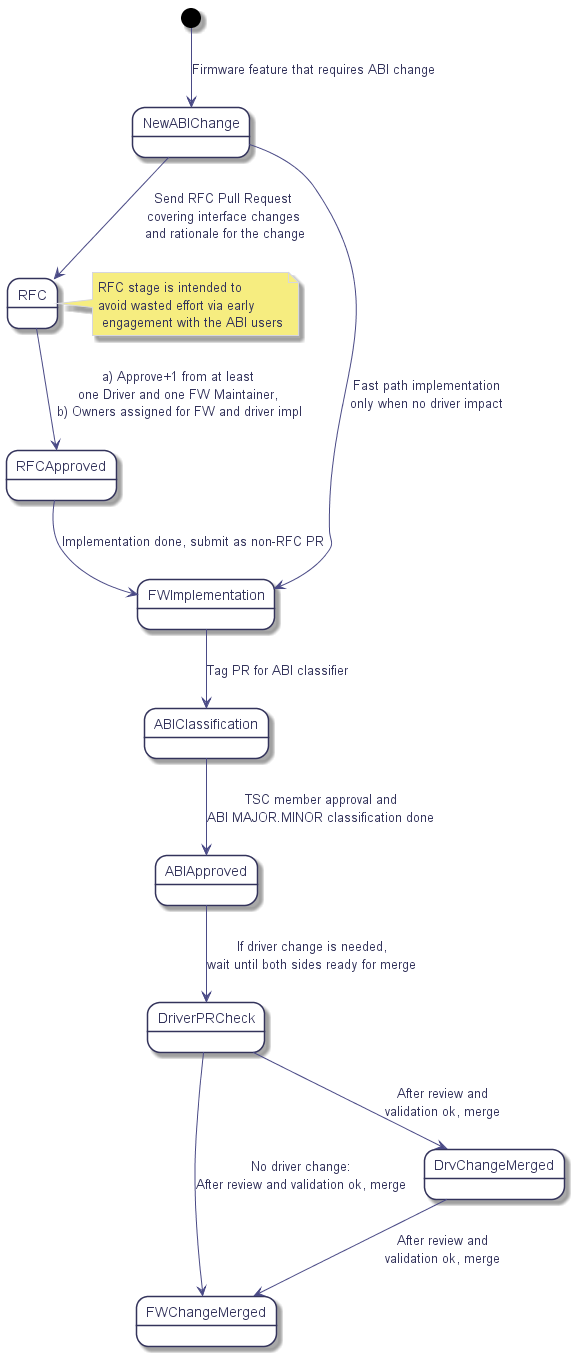 Firmware feature that requires ABI change
NewABIChange
Send RFC Pull Request
covering interface changes
and rationale for the change
RFC
RFC stage is intended to
avoid wasted effort via early
engagement with the ABI users
Fast path implementation
only when no driver impact
a) Approve+1 from at least
one Driver and one FW Maintainer,
b) Owners assigned for FW and driver impl
RFCApproved
Implementation done, submit as non-RFC PR
FWImplementation
Tag PR for ABI classifier
ABIClassification
TSC member approval and
ABI MAJOR.MINOR classification done
ABIApproved
If driver change is needed,
wait until both sides ready for merge
DriverPRCheck
After review and
validation ok, merge
No driver change:
After review and validation ok, merge
DrvChangeMerged
After review and
validation ok, merge
FWChangeMerged